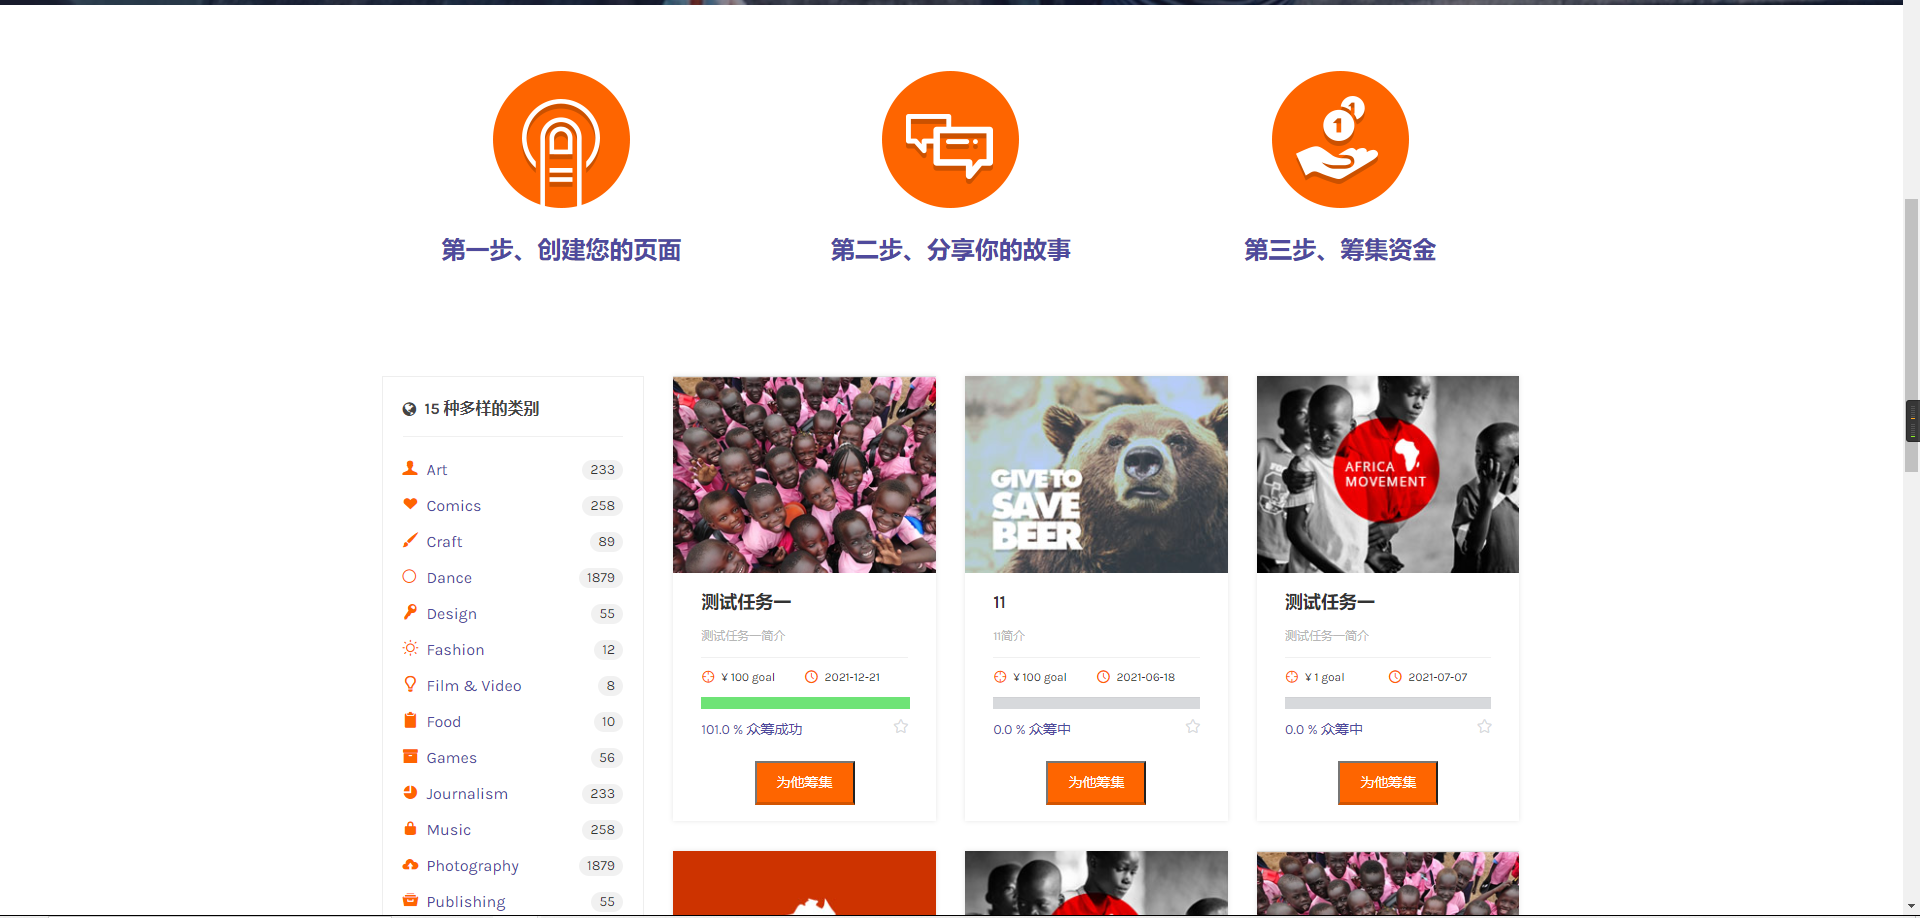 第一步、创建您的页面
第二步、分享你的故事
第三步、筹集资金
15 种多样的类别
Art 233
Comics 258
Craft 89
Dance 1879
Design 55
Fashion 12
Film & Video 8
Food 10
Games 56
Journalism 233
Music 258
Photography 1879
Publishing 55
测试任务一
测试任务一简介
¥ 100 goal 2021-12-21
101.0 % 众筹成功
为他筹集
GIVE TO
SAVE
BEER
11
11简介
¥ 100 goal 2021-06-18
0.0 % 众筹中
为他筹集
AFRICA
MOVEMENT
测试任务一
测试任务一简介
¥ 1 goal 2021-07-07
0.0 % 众筹中
为他筹集